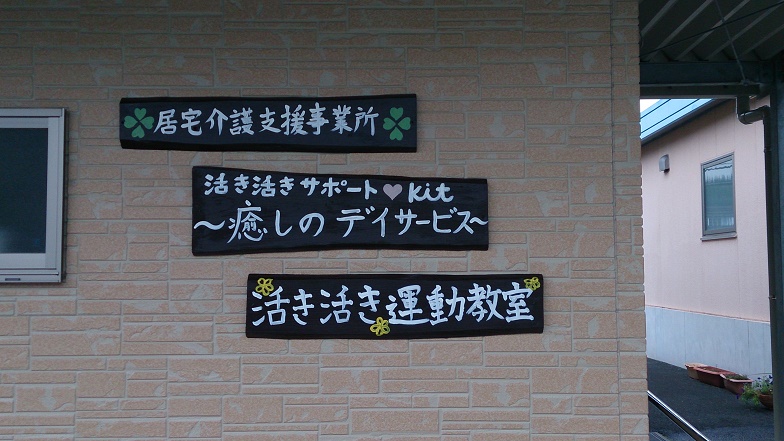 居宅介護支援事業所
活き活きサポート♥kit
～癒しのデイサービス～
活き活き運動教室